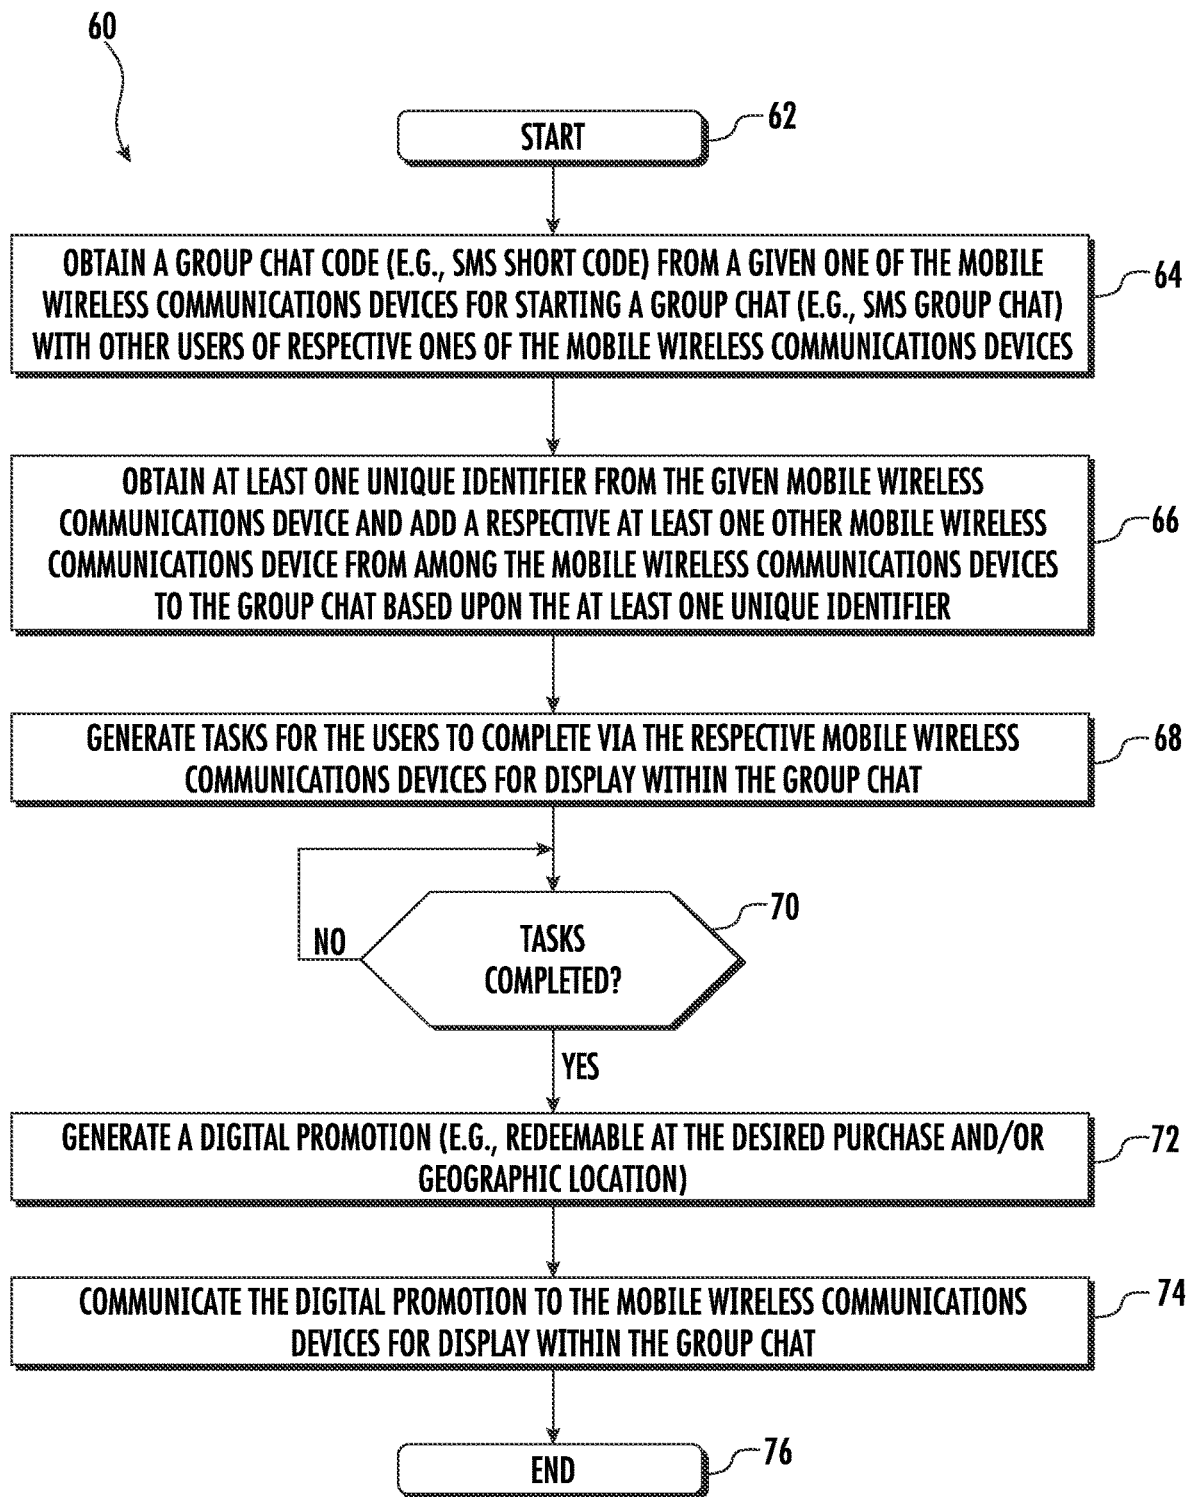 60
START
62
OBTAIN A GROUP CHAT CODE (E.G., SMS SHORT CODE) FROM A GIVEN ONE OF THE MOBILE
WIRELESS COMMUNICATIONS DEVICES FOR STARTING A GROUP CHAT (E.G., SMS GROUP CHAT)
WITH OTHER USERS OF RESPECTIVE ONES OF THE MOBILE WIRELESS COMMUNICATIONS DEVICES
64
OBTAIN AT LEAST ONE UNIQUE IDENTIFIER FROM THE GIVEN MOBILE WIRELESS
COMMUNICATIONS DEVICE AND ADD A RESPECTIVE AT LEAST ONE OTHER MOBILE WIRELESS
COMMUNICATIONS DEVICE FROM AMONG THE MOBILE WIRELESS COMMUNICATIONS DEVICES
TO THE GROUP CHAT BASED UPON THE AT LEAST ONE UNIQUE IDENTIFIER
66
GENERATE TASKS FOR THE USERS TO COMPLETE VIA THE RESPECTIVE MOBILE WIRELESS
COMMUNICATIONS DEVICES FOR DISPLAY WITHIN THE GROUP CHAT
68
TASKS
COMPLETED?
70
NO
YES
GENERATE A DIGITAL PROMOTION (E.G., REDEEMABLE AT THE DESIRED PURCHASE AND/OR
GEOGRAPHIC LOCATION)
72
COMMUNICATE THE DIGITAL PROMOTION TO THE MOBILE WIRELESS COMMUNICATIONS
DEVICES FOR DISPLAY WITHIN THE GROUP CHAT
74
END
76